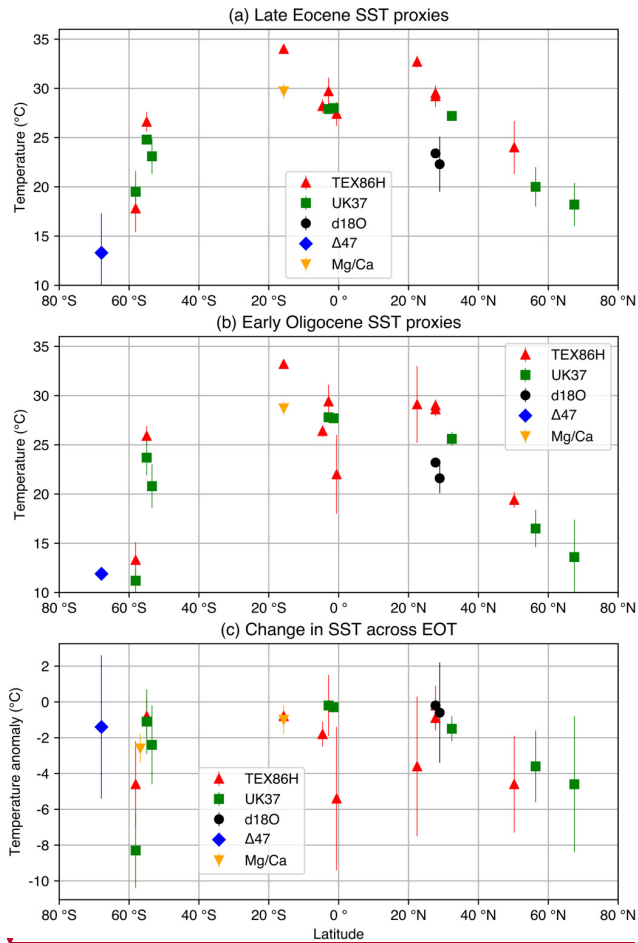 (a) Late Eocene SST proxies
35
30
25
20
15
10
Temperature (°C)
TEX86H
UK37
d18O
Δ47
Mg/Ca
80 °S 60 °S 40 °S 20 °S 0 ° 20 °N 40 °N 60 °N 80 °N
(b) Early Oligocene SST proxies
35
30
25
20
15
10
Temperature (°C)
TEX86H
UK37
d18O
Δ47
Mg/Ca
80 °S 60 °S 40 °S 20 °S 0 ° 20 °N 40 °N 60 °N 80 °N
(c) Change in SST across EOT
2
0
-2
-4
-6
-8
-10
Temperature anomaly (°C)
TEX86H
UK37
d18O
Δ47
Mg/Ca
80 °S 60 °S 40 °S 20 °S 0 ° 20 °N 40 °N 60 °N 80 °N
Latitude